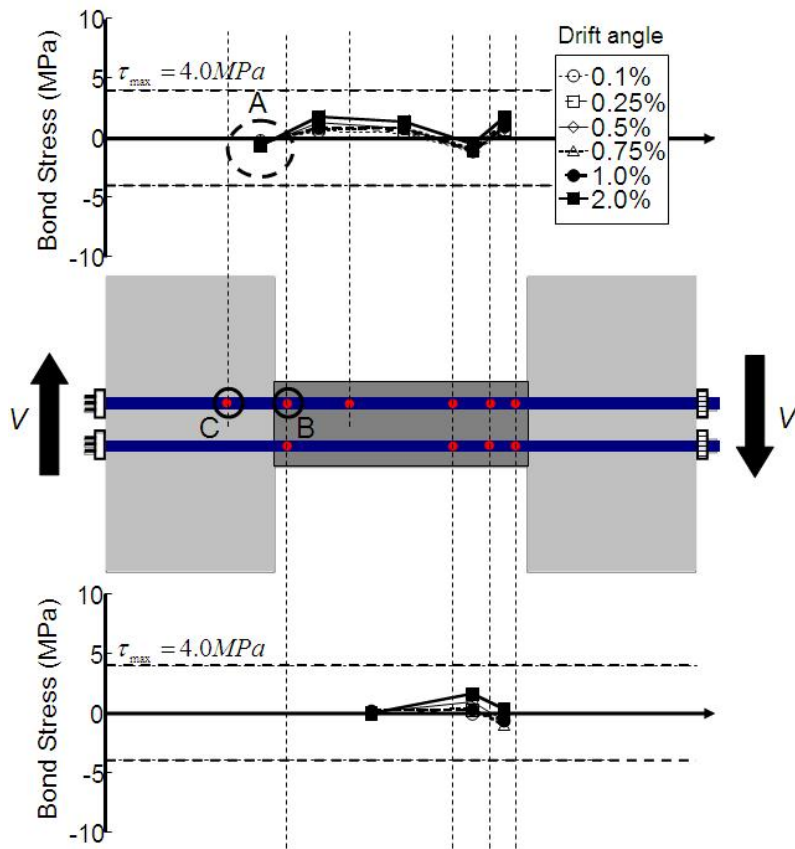 10
5
0
-5
-10
Bond Stress (MPa)
τmax = 4.0MPa
A
Drift angle
0.1%
0.25%
0.5%
0.75%
1.0%
2.0%
V
C
B
V
10
5
0
-5
-10
Bond Stress (MPa)
τmax = 4.0MPa